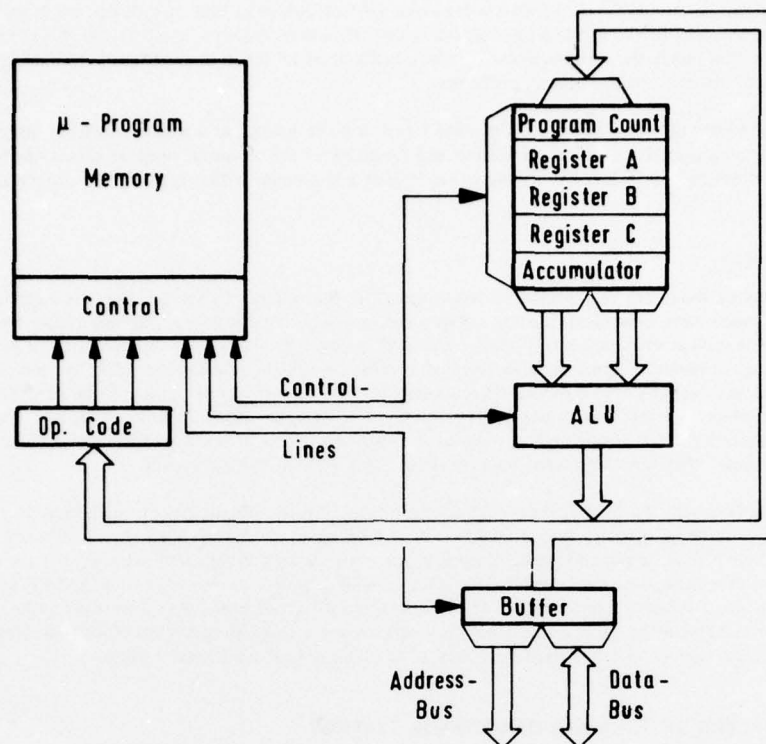 μ - Program
Memory
Control
Op. Code
Program Count
Register A
Register B
Register C
Accumulator
Control-
Lines
ALU
Buffer
Address-
Bus
Data-
Bus